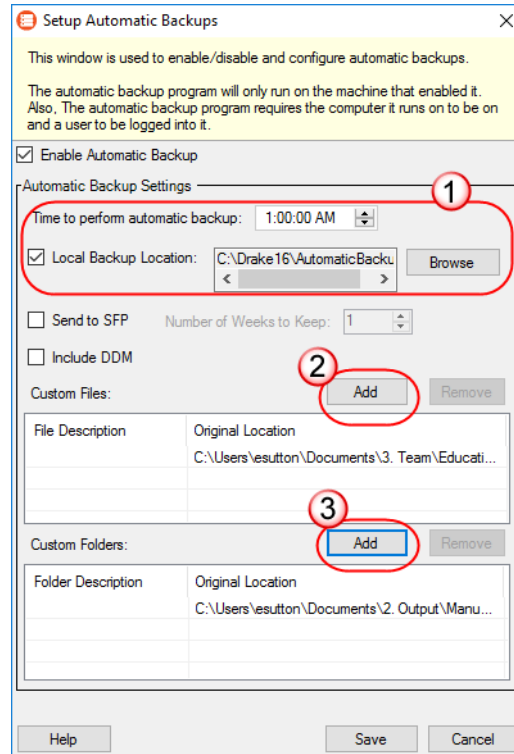 Setup Automatic Backups
This window is used to enable/disable and configure automatic backups.
The automatic backup program will only run on the machine that enabled it.
Also, The automatic backup program requires the computer it runs on to be on
and a user to be logged into it.
Enable Automatic Backup
Automatic Backup Settings
1
Time to perform automatic backup: 1:00:00 AM
Local Backup Location: C:\Drake16\AutomaticBacku Browse
Send to SFP Number of Weeks to Keep: 1
Include DDM
2
Custom Files: Add Remove
File Description Original Location
C:\Users\esutton\Documents\3. Team\Educati...
3
Custom Folders: Add Remove
Folder Description Original Location
C:\Users\esutton\Documents\2. Output\Manu...
Help Save Cancel